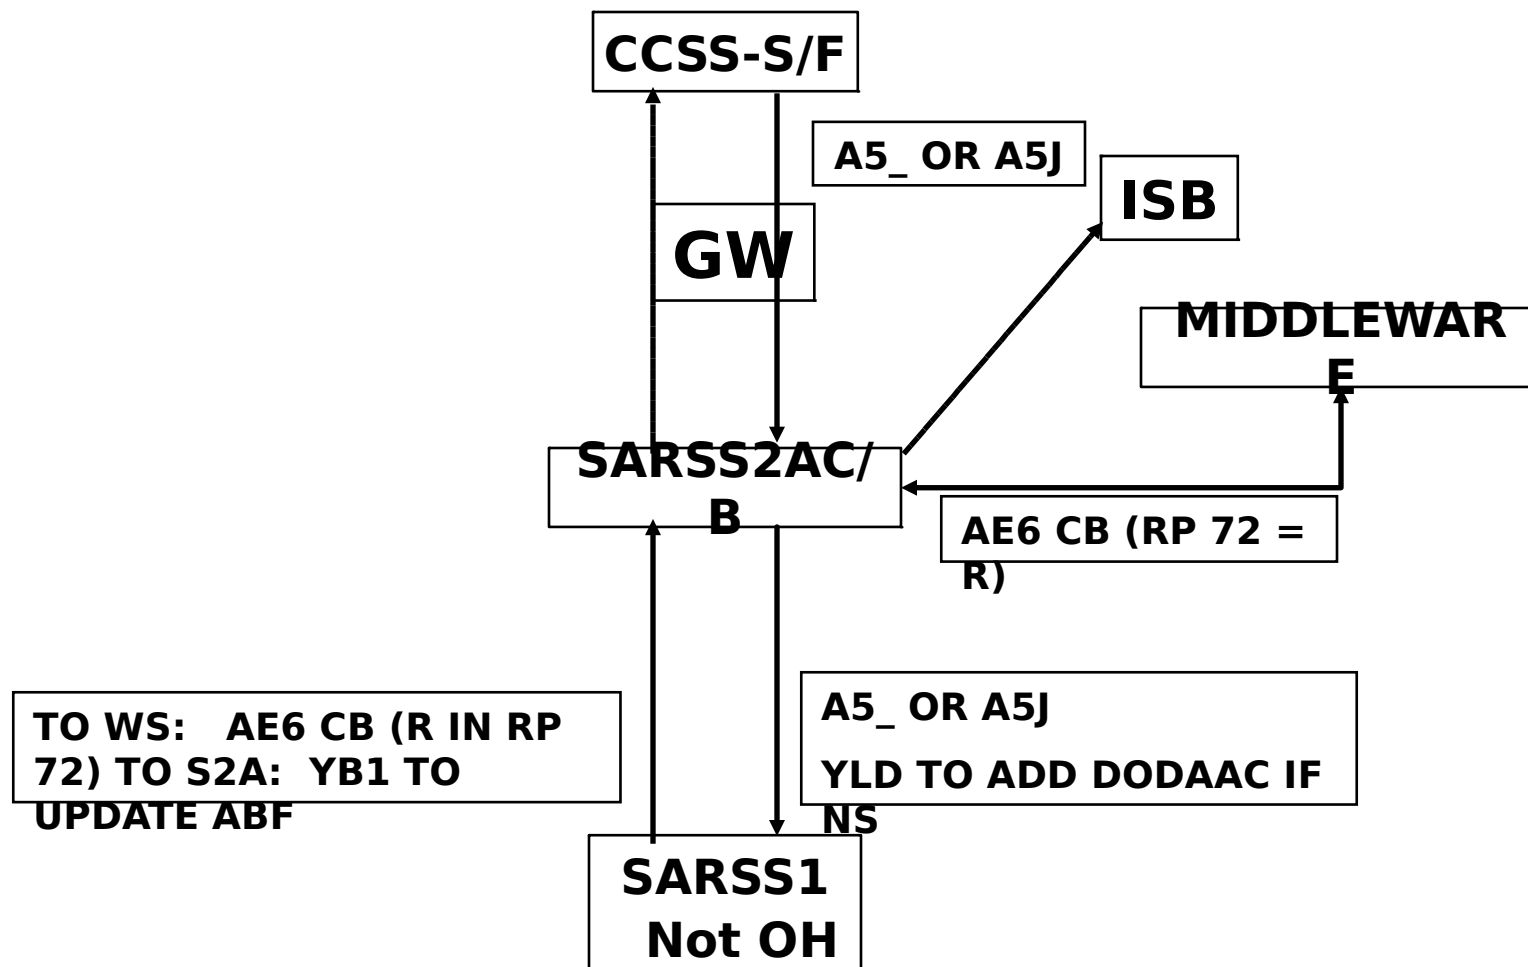 CCSS-S/F
A5_ OR A5J
ISB
GW
MIDDLEWAR
E
SARSS2AC/
B
AE6 CB (RP 72 =
R)
TO WS:   AE6 CB (R IN RP
72) TO S2A:  YB1 TO
UPDATE ABF
A5_ OR A5J
YLD TO ADD DODAAC IF
NS
SARSS1
Not OH